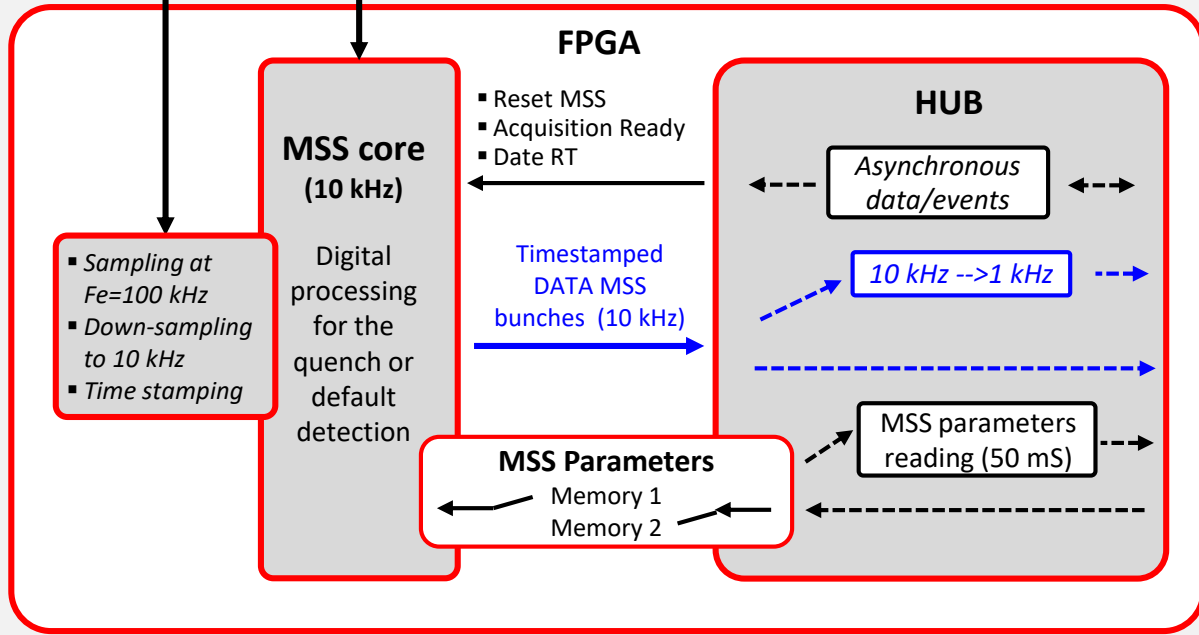 FPGA
▪ Reset MSS
▪ Acquisition Ready
▪ Date RT
HUB
MSS core
(10 kHz)
Digital
processing
for the
quench or
default
detection
▪ Sampling at
Fe=100 kHz
▪ Down-sampling
to 10 kHz
▪ Time stamping
Timestamped
DATA MSS
bunches (10 kHz)
Asynchronous
data/events
10 kHz -->1 kHz
MSS parameters
reading (50 mS)
MSS Parameters
Memory 1
Memory 2